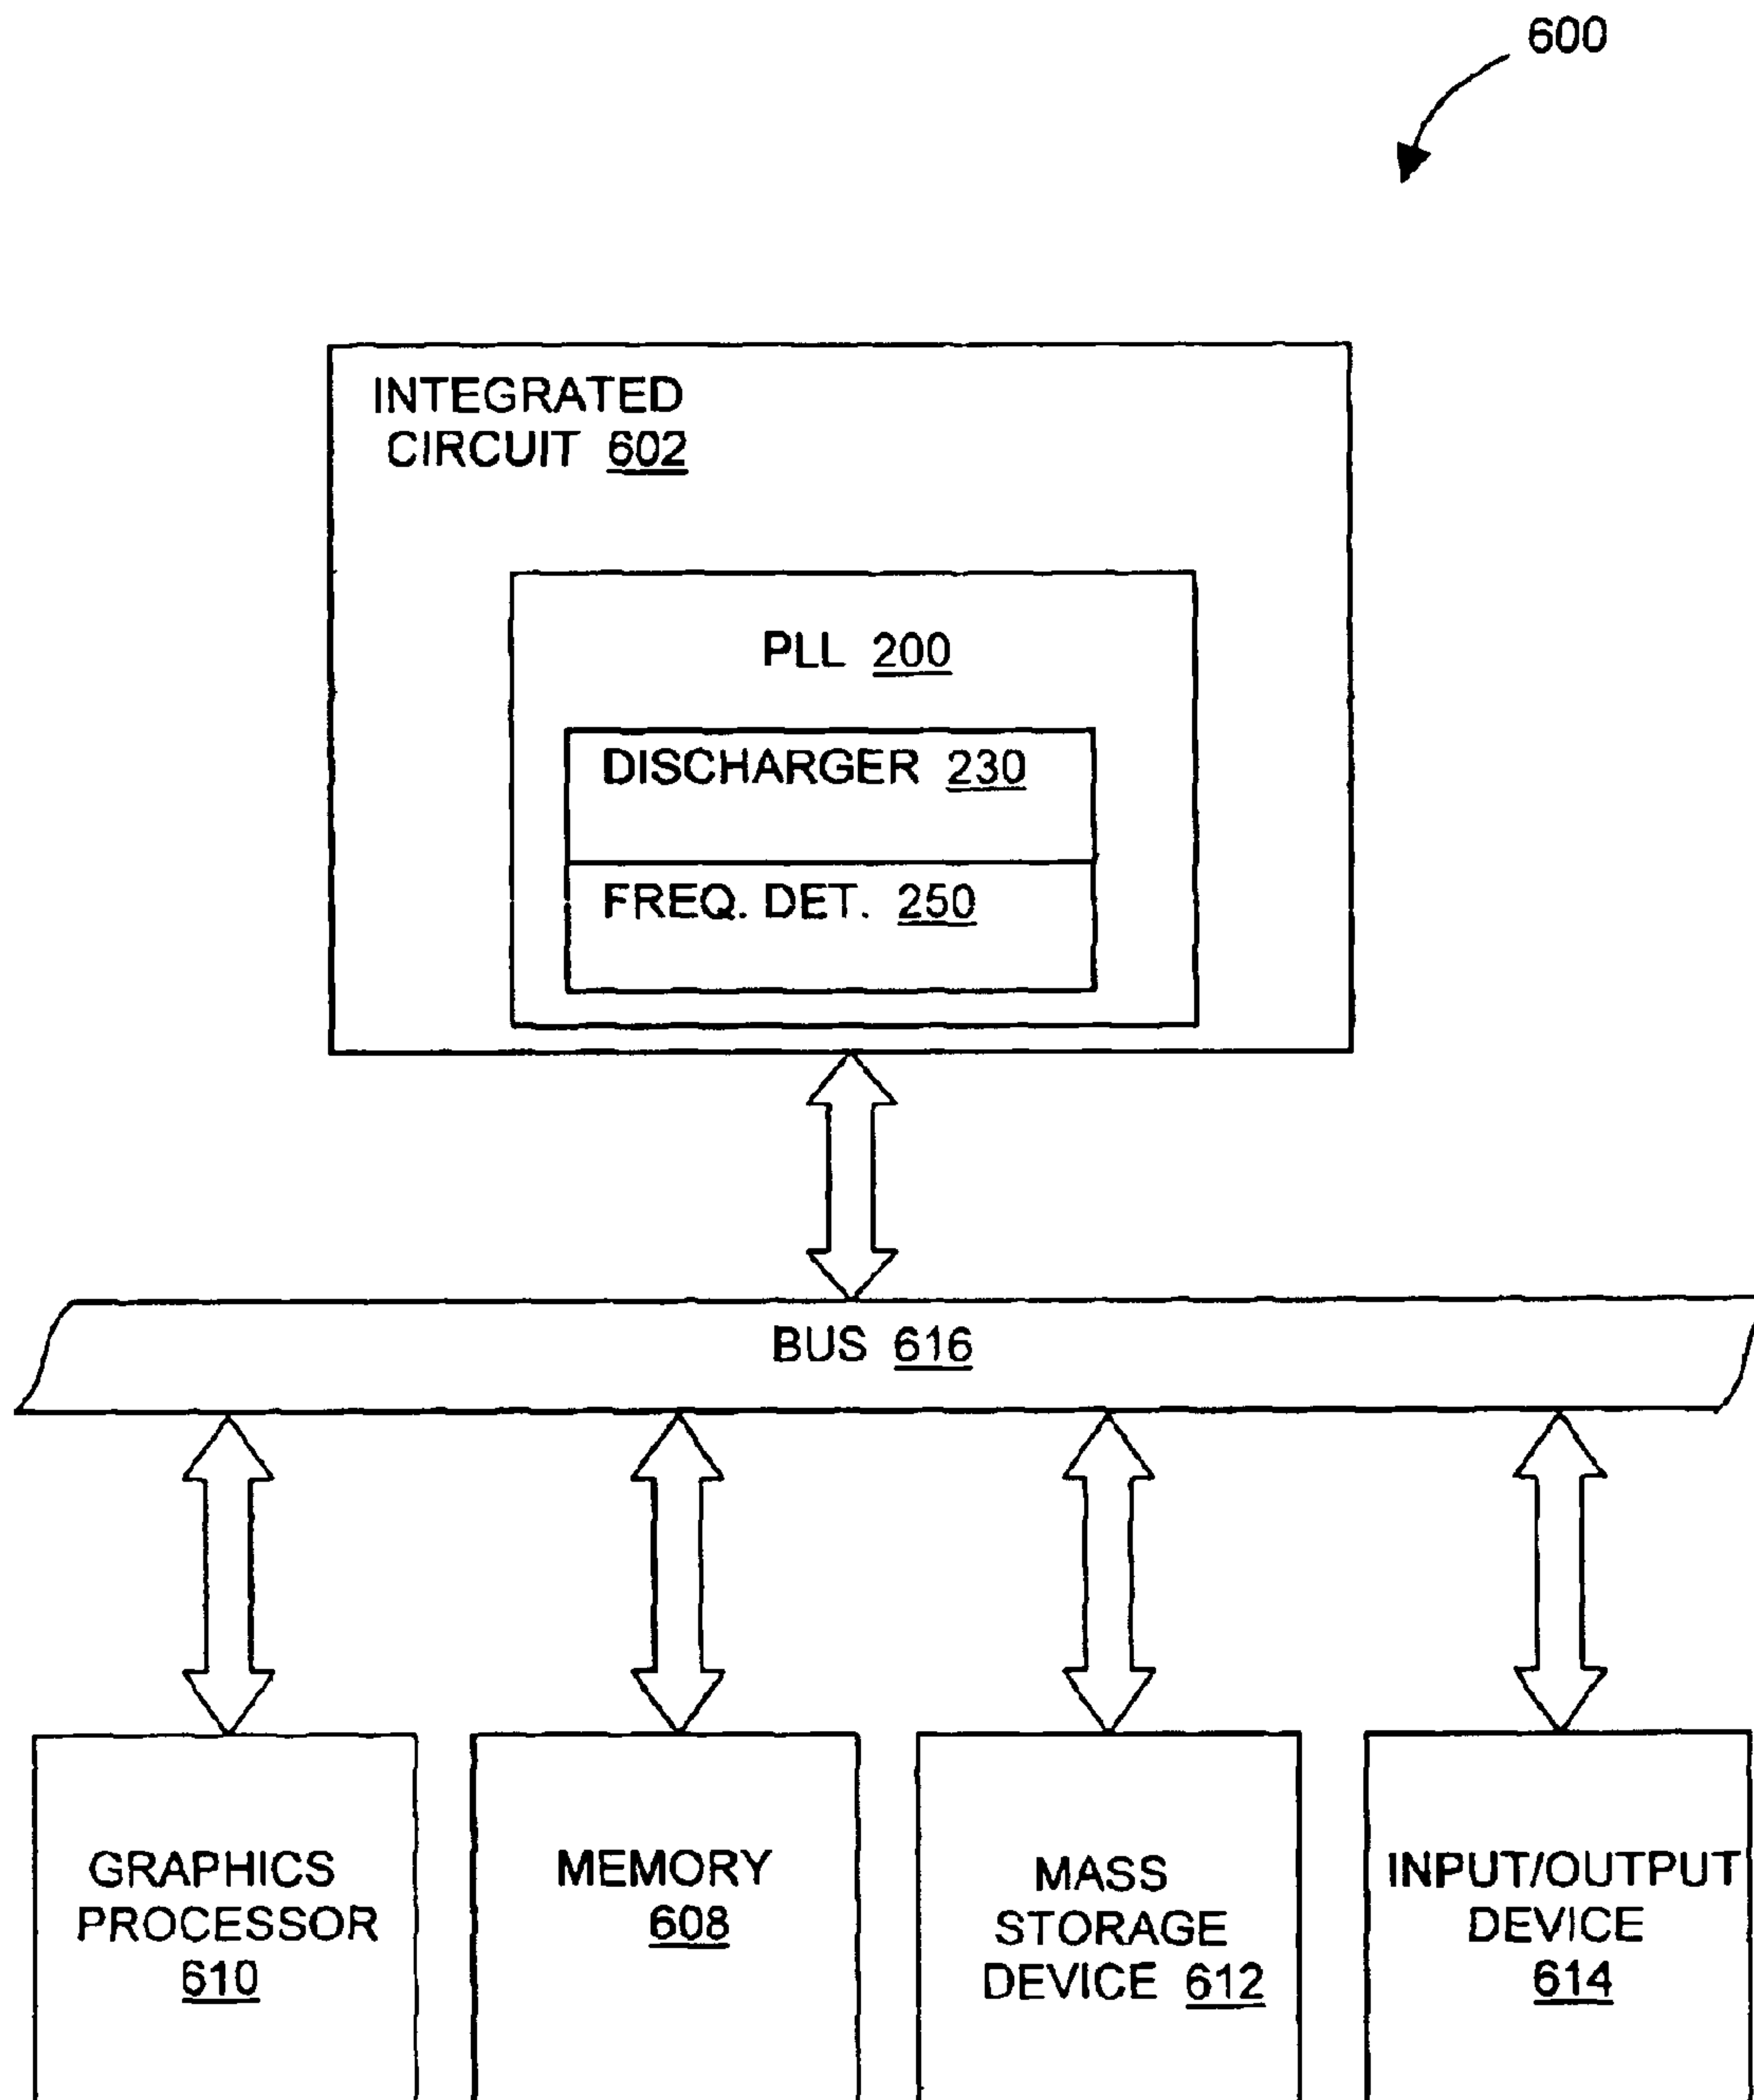 600
INTEGRATED
CIRCUIT 602
PLL 200
DISCHARGER 230
FREQ. DET. 250
BUS 616
GRAPHICS
PROCESSOR
610
MEMORY
608
MASS
STORAGE
DEVICE 612
INPUT/OUTPUT
DEVICE
614